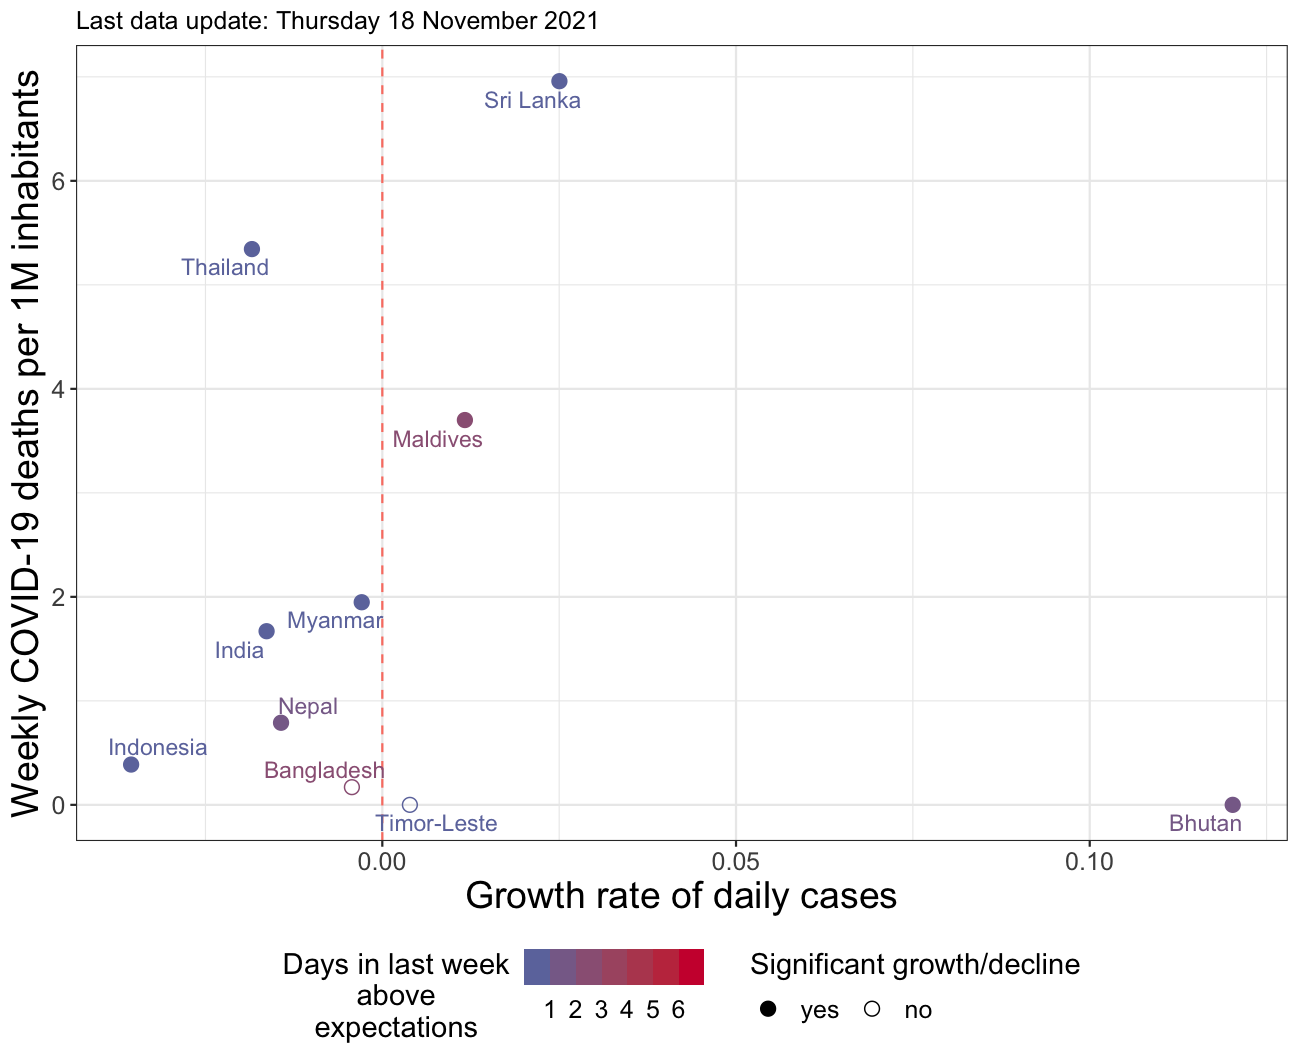 Last data update: Thursday 18 November 2021
Weekly COVID-19 deaths per 1M inhabitants
6
4
2
0
Sri Lanka
Thailand
Maldives
Myanmar
India
Nepal
Indonesia
Bangladesh
Timor-Leste
Bhutan
0.00 0.05 0.10
Growth rate of daily cases
Days in last week
above
expectations
1 2 3 4 5 6
Significant growth/decline
yes no